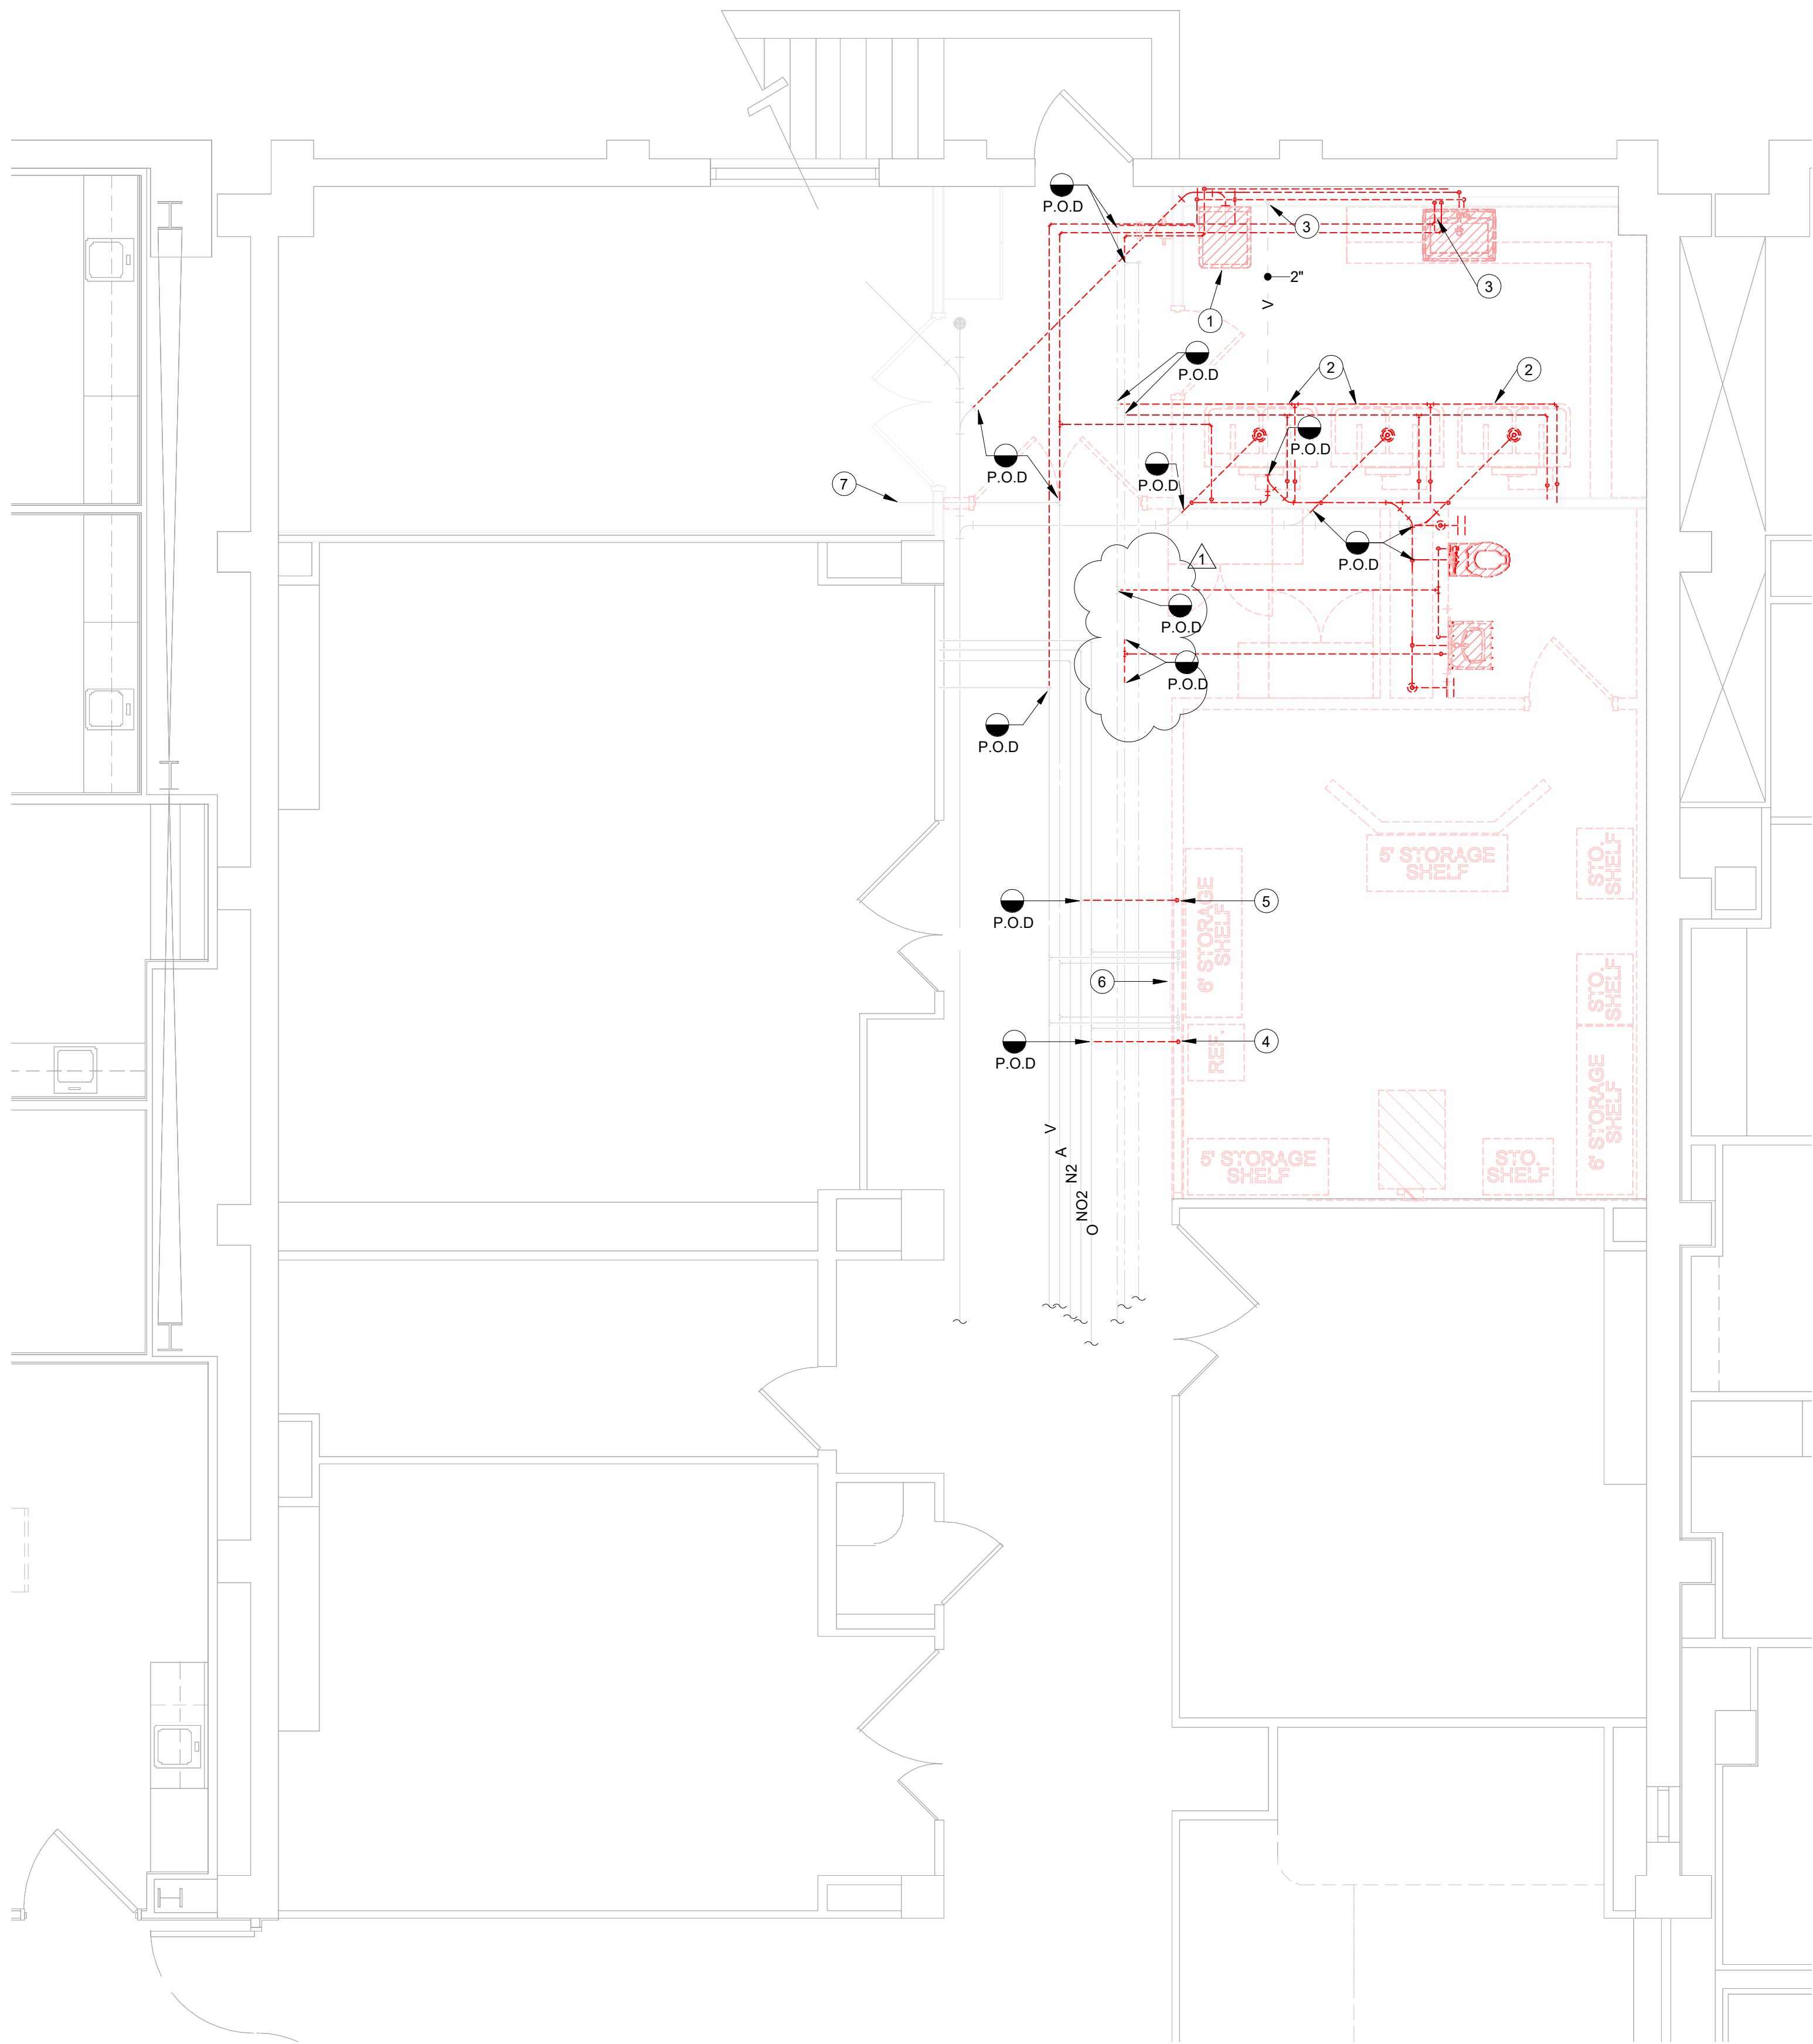 P.O.D
3
2"
3
V
1
P.O.D
2
2
P.O.D
P.O.D
P.O.D
7
1
P.O.D
P.O.D
P.O.D
P.O.D
5' STORAGE
SHELF
STO.
SHELF
6' STORAGE
SHELF
P.O.D
5
6
STO.
SHELF
P.O.D
4
REF.
6' STORAGE
SHELF
V
A
N2
NO2
O
5' STORAGE
SHELF
STO.
SHELF